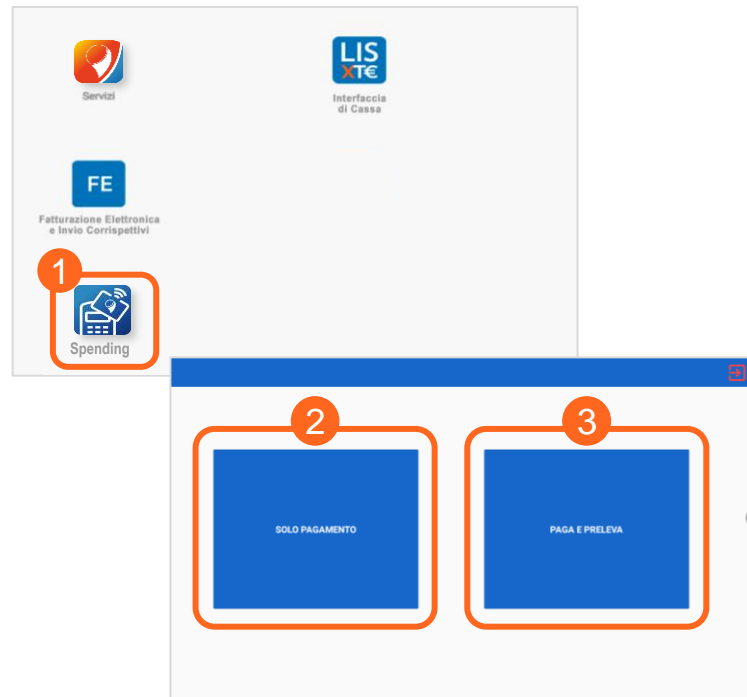 LIS
XT€
Servizi
Interfaccia
di Cassa
FE
Fatturazione Elettronica
e Invio Corrispettivi
1
Spending
2
3
SOLO PAGAMENTO
PAGA E PRELEVA